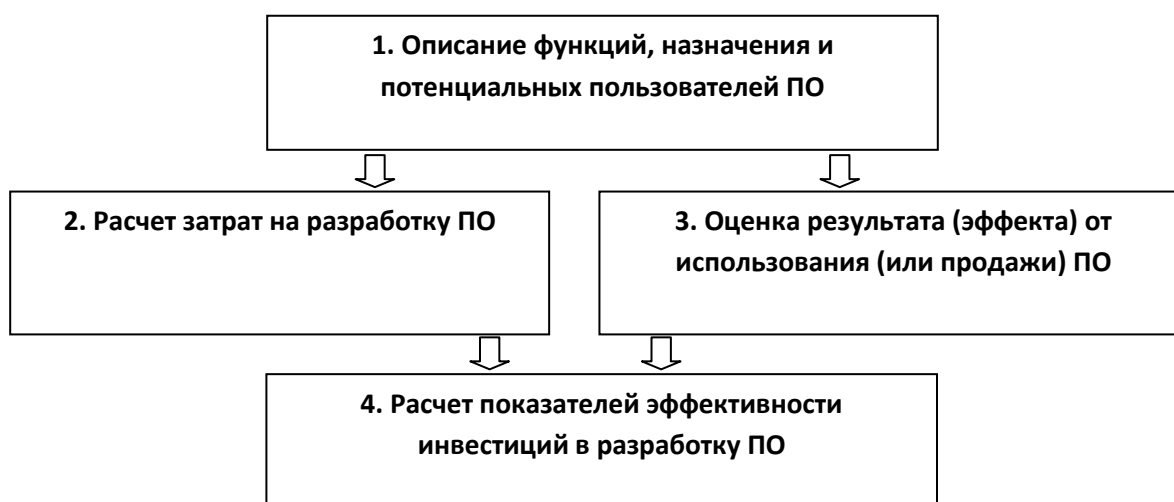 1. Описание функций, назначения и
потенциальных пользователей ПО
2. Расчет затрат на разработку ПО
3. Оценка результата (эффекта) от
использования (или продажи) ПО
4. Расчет показателей эффективности
инвестиций в разработку ПО